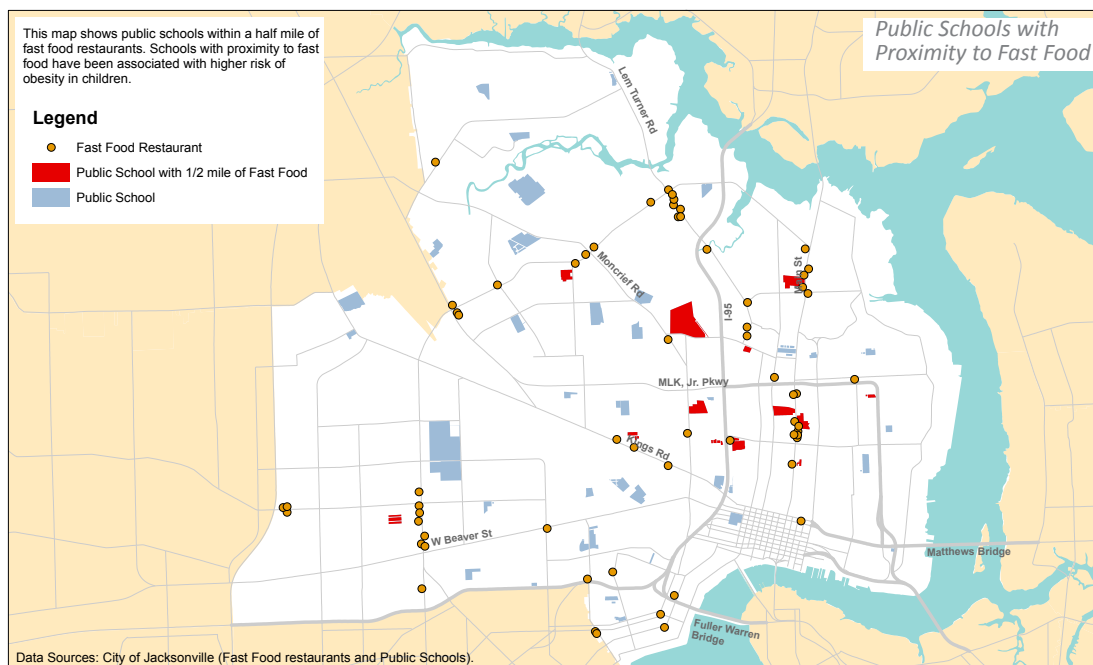 This map shows public schools within a half mile of
fast food restaurants. Schools with proximity to fast
food have been associated with higher risk of
obesity in children.
Public Schools with
Proximity to Fast Food
Legend
Fast Food Restaurant
Public School with 1/2 mile of Fast Food
Public School
Lem Turner Rd
Moncrief Rd
Main St
I-95
MLK, Jr. Pkwy
Kings Rd
W Beaver St
Matthews Bridge
Fuller Warren
Bridge
Data Sources: City of Jacksonville (Fast Food restaurants and Public Schools).